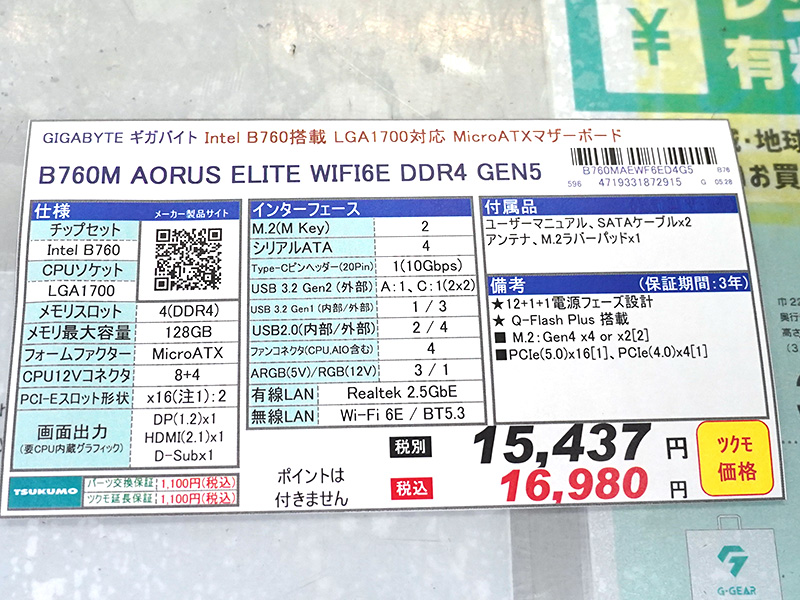 ¥
有料
・地球
のお買
GIGABYTE ギガバイト Intel B760搭載 LGA1700対応 MicroATXマザーボード
B760M AORUS ELITE WIFI6E DDR4 GEN5
B760MAEWF6ED4G5 B76
596 4719331872915 G 05:28
仕様 メーカー製品サイト
チップセット
Intel B760
CPUソケット
LGA1700
メモリスロット 4(DDR4)
メモリ最大容量 128GB
フォームファクター MicroATX
CPU12Vコネクタ 8+4
PCI-Eスロット形状 x16(注1):2
画面出力
(要CPU内蔵グラフィック)
DP(1.2)x1
HDMI(2.1)x1
D-Subx1
インターフェース
M.2(M Key) 2
シリアルATA 4
Type-Cピンヘッダー(20Pin) 1(10Gbps)
USB 3.2 Gen2 (外部) A:1、C:1(2x2)
USB 3.2 Gen1 (内部/外部) 1 / 3
USB2.0(内部/外部) 2 / 4
ファンコネクタ(CPU,AIO含む) 4
ARGB(5V)/RGB(12V) 3 / 1
有線LAN Realtek 2.5GbE
無線LAN Wi-Fi 6E / BT5.3
付属品
ユーザーマニュアル、SATAケーブルx2
アンテナ、M.2ラバーパッドx1
備考 (保証期間:3年)
★12+1+1電源フェーズ設計
★ Q-Flash Plus 搭載
■ M.2:Gen4 x4 or x2[2]
■PCIe(5.0)x16[1]、PCIe(4.0)x4[1]
TSUKUMO パーツ交換保証 1,100円(税込)
ツクモ延長保証 1,100円(税込)
ポイントは
付きません
税別 15,437 円
税込 16,980 円
ツクモ
価格
G-GEAR